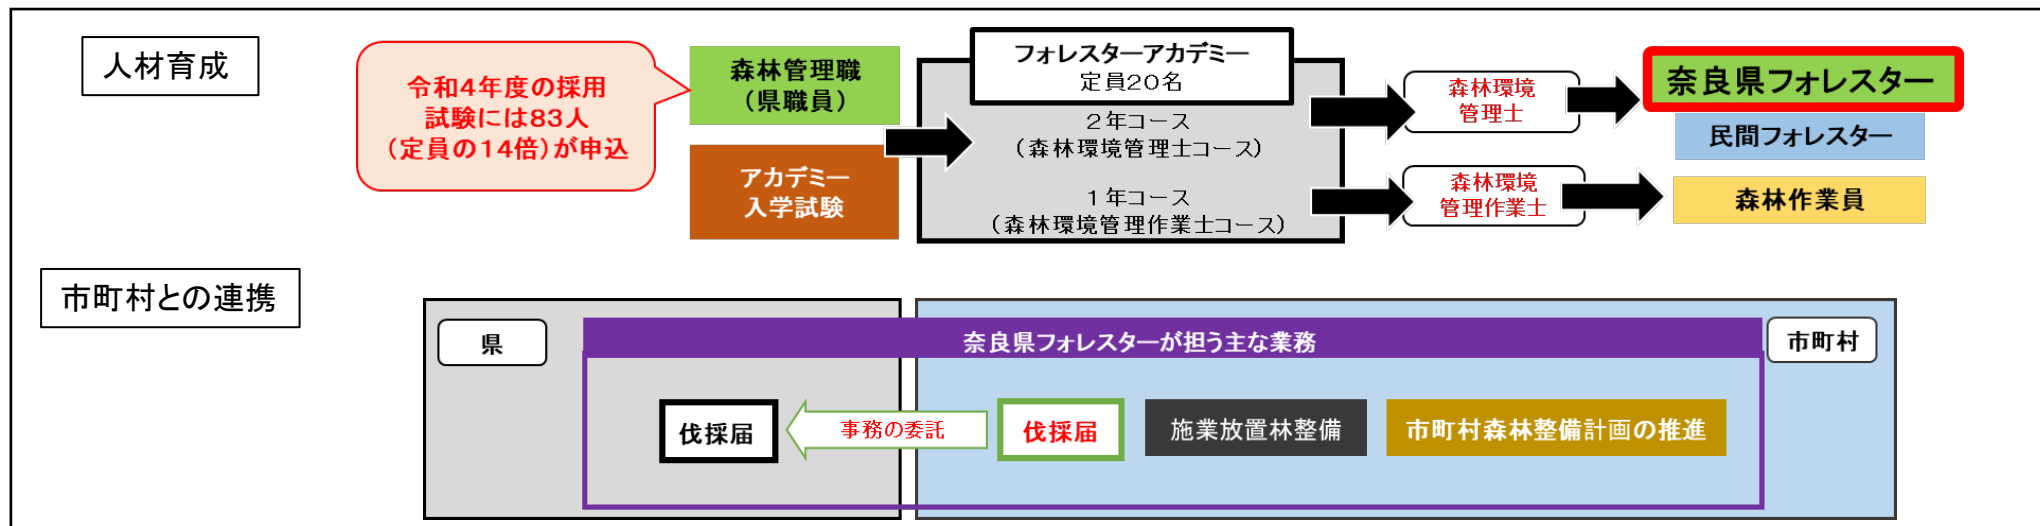 人材育成
令和4年度の採用
試験には83人
（定員の14倍）が申込
森林管理職
（県職員）
アカデミー
入学試験
フォレスターアカデミー
定員20名
２年コース
（森林環境管理士コース）
１年コース
（森林環境管理作業士コース）
森林環境
管理士
森林環境
管理作業士
奈良県フォレスター
民間フォレスター
森林作業員
市町村との連携
県
奈良県フォレスターが担う主な業務
市町村
伐採届
事務の委託
伐採届
施業放置林整備
市町村森林整備計画の推進